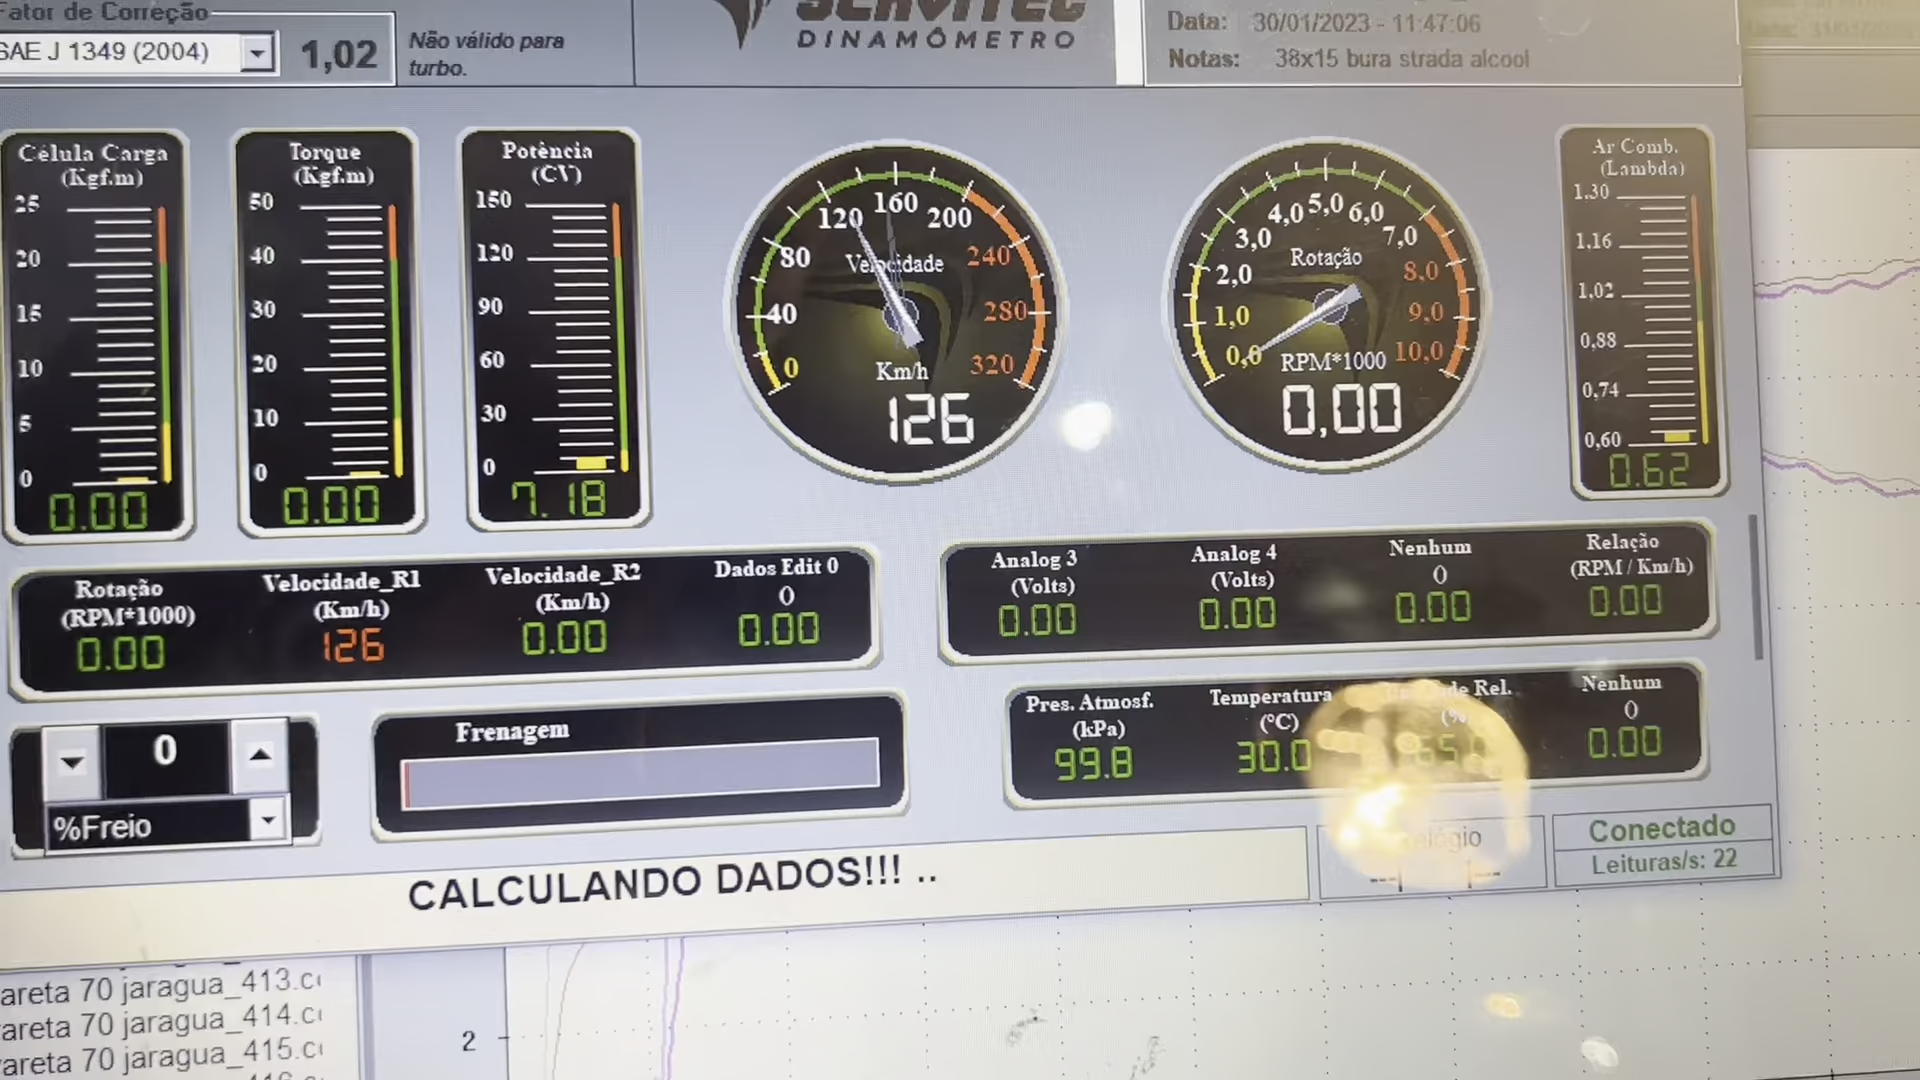 Fator de Correção
SAE J 1349 (2004)
1,02
Não válido para
turbo.
SERVITEC
DINAMÔMETRO
Data: 30/01/2023 - 11:47:06
Notas: 38x15 bura strada alcool
Célula Carga
(Kgf.m)
25
20
15
10
5
0
0.00
Torque
(Kgf.m)
50
40
30
20
10
0
0.00
Potência
(CV)
150
120
90
60
30
0
7.18
0
40
80
120
160
200
240
280
320
Velocidade
Km/h
126
0,0
1,0
2,0
3,0
4,0
5,0
6,0
7,0
8,0
9,0
10,0
Rotação
RPM*1000
0,00
Ar Comb.
(Lambda)
1,30
1,16
1,02
0,88
0,74
0,60
0.62
Rotação
(RPM*1000)
0.00
Velocidade_R1
(Km/h)
126
Velocidade_R2
(Km/h)
0.00
Dados Edit 0
0
0.00
Analog 3
(Volts)
0.00
Analog 4
(Volts)
0.00
Nenhum
0
0.00
Relação
(RPM / Km/h)
0.00
0
%Freio
Frenagem
Pres. Atmosf.
(kPa)
99.8
Temperatura
(°C)
30.0
Rel.
(%
Nenhum
0
0.00
CALCULANDO DADOS!!! ..
Conectado
Leituras/s: 22
areta 70 jaragua_413.c
areta 70 jaragua_414.c
areta 70 jaragua_415.c
2